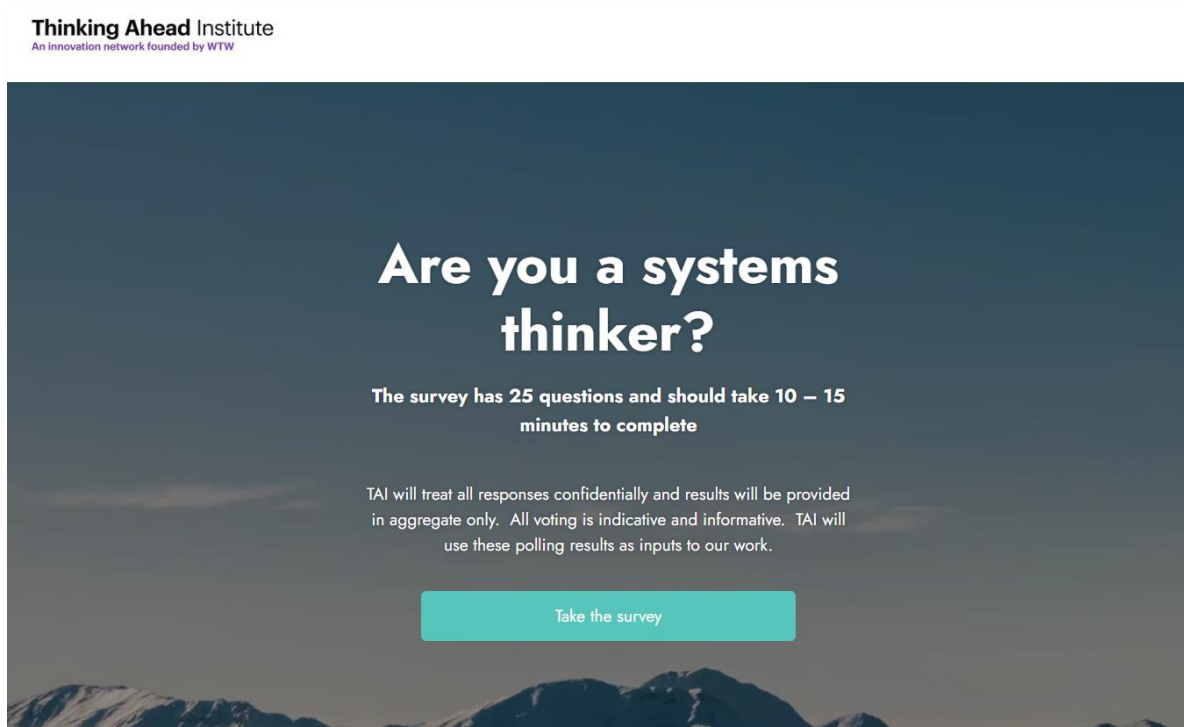 Thinking Ahead Institute
An innovation network founded by WTW
Are you a systems
thinker?
The survey has 25 questions and should take 10 – 15
minutes to complete
TAI will treat all responses confidentially and results will be provided
in aggregate only.  All voting is indicative and informative.  TAI will
use these polling results as inputs to our work.
Take the survey